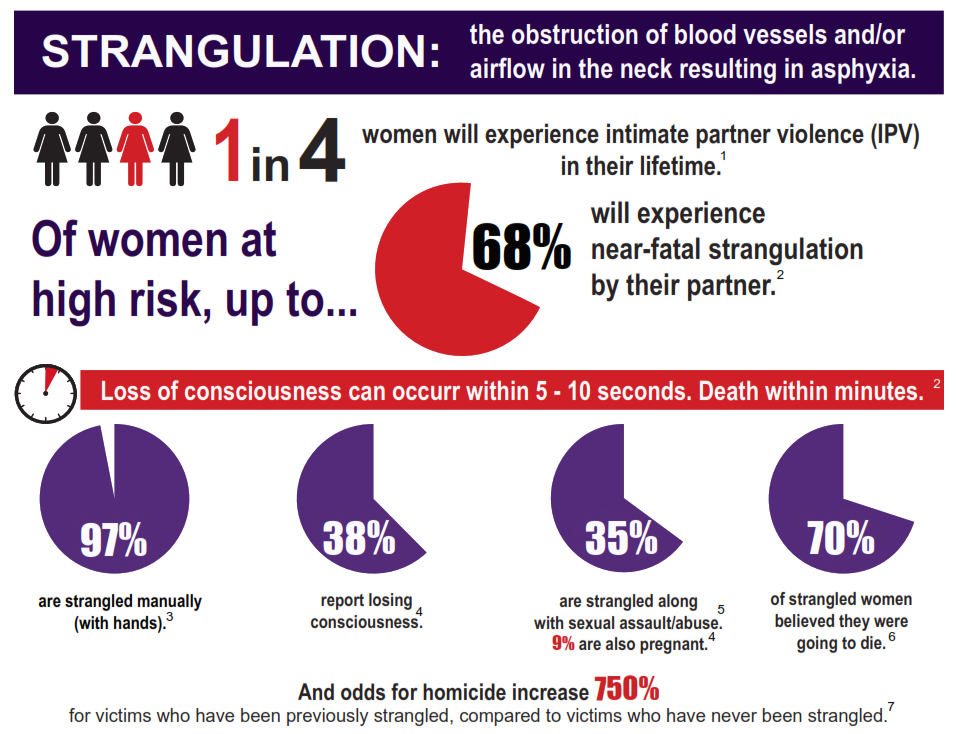 STRANGULATION:
the obstruction of blood vessels and/or
airflow in the neck resulting in asphyxia.
1 in 4
women will experience intimate partner violence (IPV)
in their lifetime.1
Of women at
high risk, up to...
68%
will experience
near-fatal strangulation
by their partner.2
Loss of consciousness can occurr within 5 - 10 seconds. Death within minutes. 2
97%
are strangled manually
(with hands).3
38%
report losing
consciousness.4
35%
are strangled along
with sexual assault/abuse.5
9% are also pregnant.4
70%
of strangled women
believed they were
going to die.6
And odds for homicide increase 750%
for victims who have been previously strangled, compared to victims who have never been strangled.7